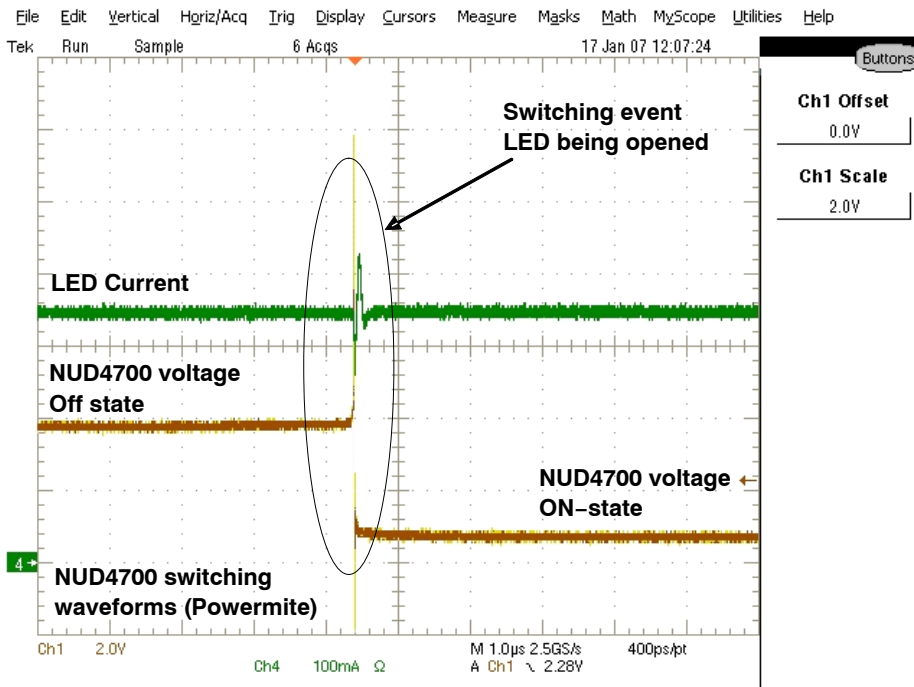 File Edit Vertical Horiz/Acq Trig Display Cursors Measure Masks Math MyScope Utilities Help
Tek Run Sample 6 Acqs 17 Jan 07 12:07:24
Buttons
Ch1 Offset
0.0V
Ch1 Scale
2.0V
Switching event
LED being opened
LED Current
NUD4700 voltage
Off state
NUD4700 voltage
ON−state
4
NUD4700 switching
waveforms (Powermite)
Ch1 2.0V M 1.0µs 2.5GS/s 400ps/pt
Ch4 100mA Ω A Ch1 ∖ 2.28V